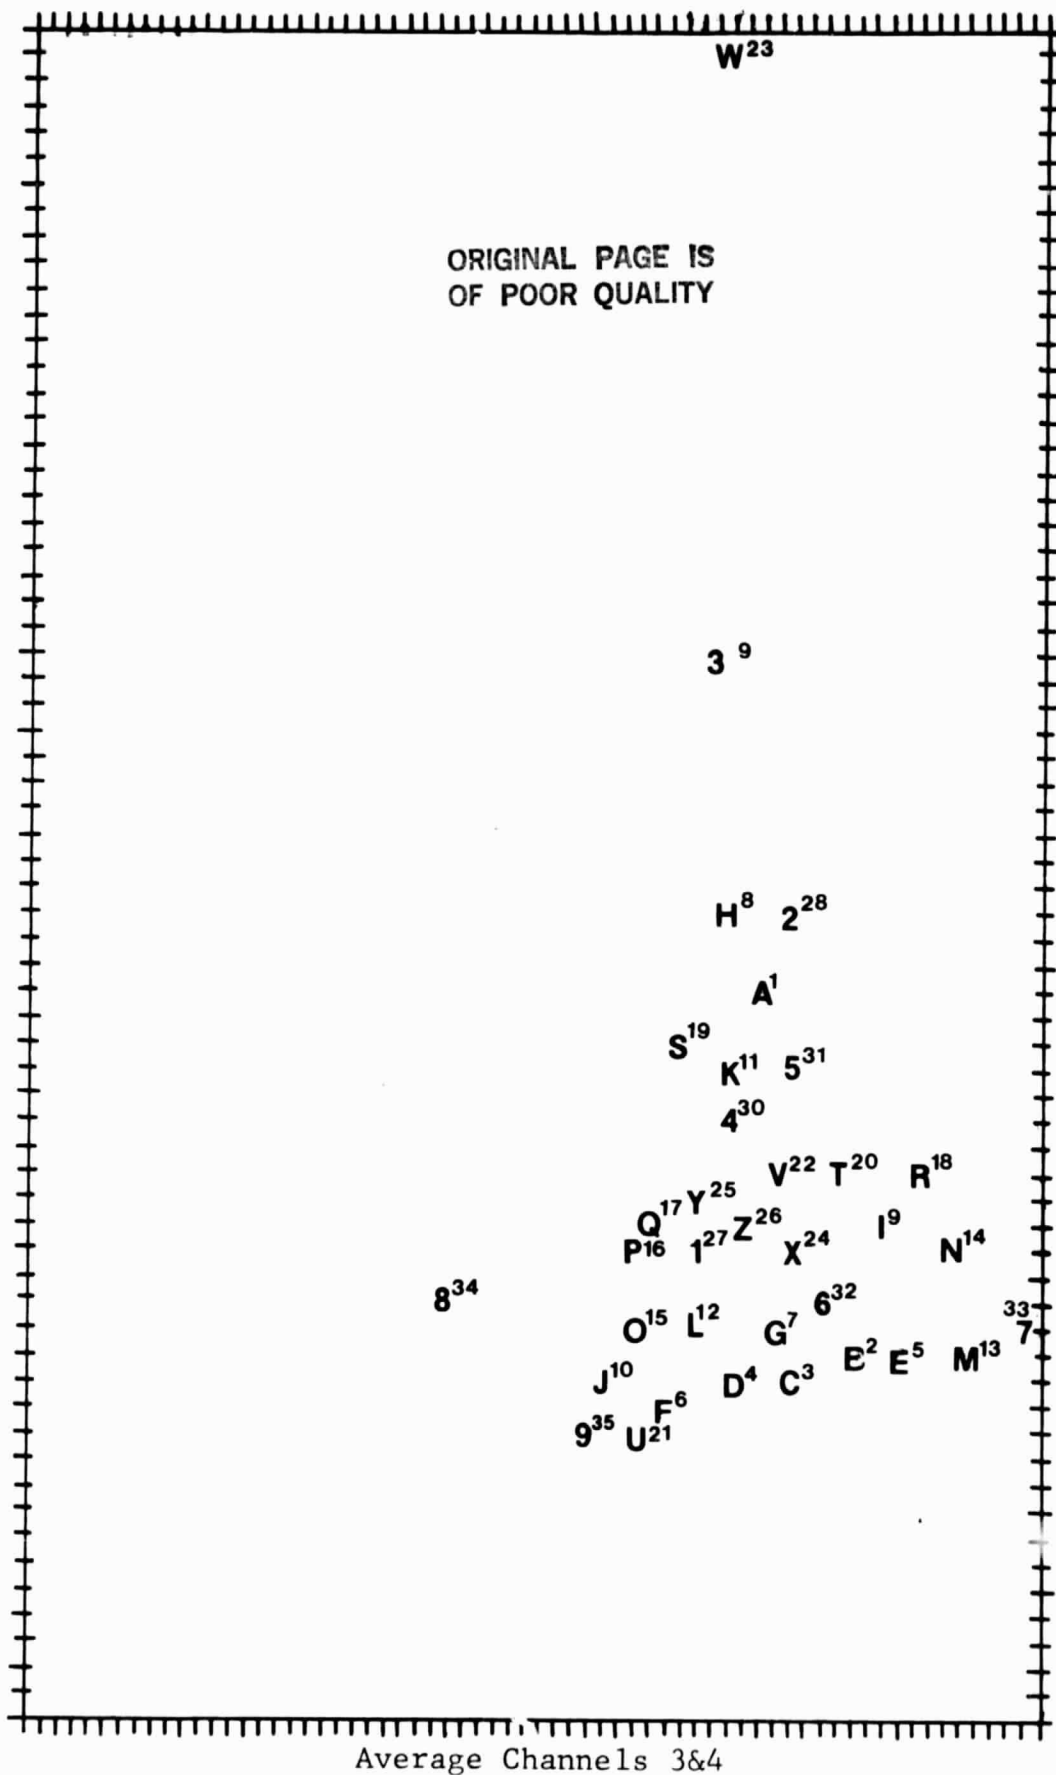 W23
ORIGINAL PAGE IS
OF POOR QUALITY
3 9
H8 228
A1
S19
K11 531
430
V22 T20 R18
Y25
Q17 Z26 I9
P16 127 X24 N14
834 632 33
O15 L12 G7 7
B2 E5 M13
J10 D4 C3
F6
935 U21
Average Channels 3&4